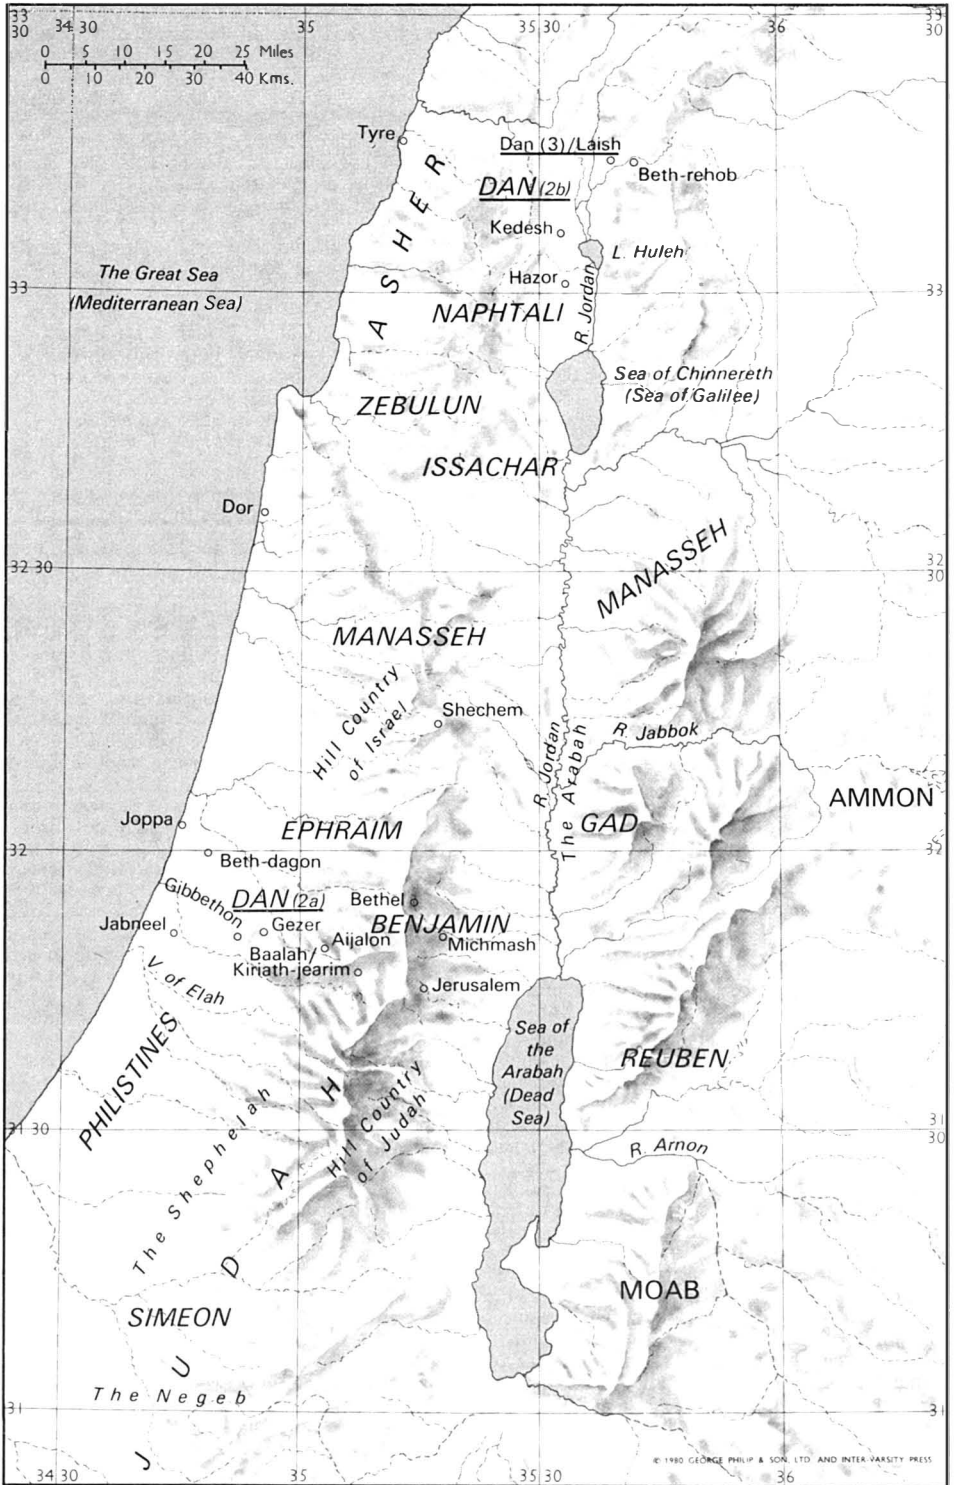 33 30
34 30
35
35 30
36
33 30
0 5 10 15 20 25 Miles
0 10 20 30 40 Kms.
Tyre
Dan (3)/Laish
Beth-rehob
DAN (2b)
ASHER
Kedesh
L. Huleh
The Great Sea
(Mediterranean Sea)
Hazor
33
33
R. Jordan
NAPHTALI
Sea of Chinnereth
(Sea of Galilee)
ZEBULUN
ISSACHAR
Dor
32 30
32 30
MANASSEH
MANASSEH
Hill Country
of Israel
Shechem
R. Jordan
The Arabah
R. Jabbok
AMMON
Joppa
EPHRAIM
GAD
32
32
Beth-dagon
Gibbethon
DAN (2a)
Bethel
BENJAMIN
Jabneel
Gezer
Aijalon
Michmash
Baalah/
Kiriath-jearim
V. of Elah
Jerusalem
PHILISTINES
Sea of
the
Arabah
(Dead
Sea)
REUBEN
The Shephelah
Hill Country
of Judah
31 30
31 30
R. Arnon
JUDAH
MOAB
SIMEON
The Negeb
31
31
34 30
35
35 30
36
© 1980 GEORGE PHILIP & SON, LTD AND INTER-VARSITY PRESS